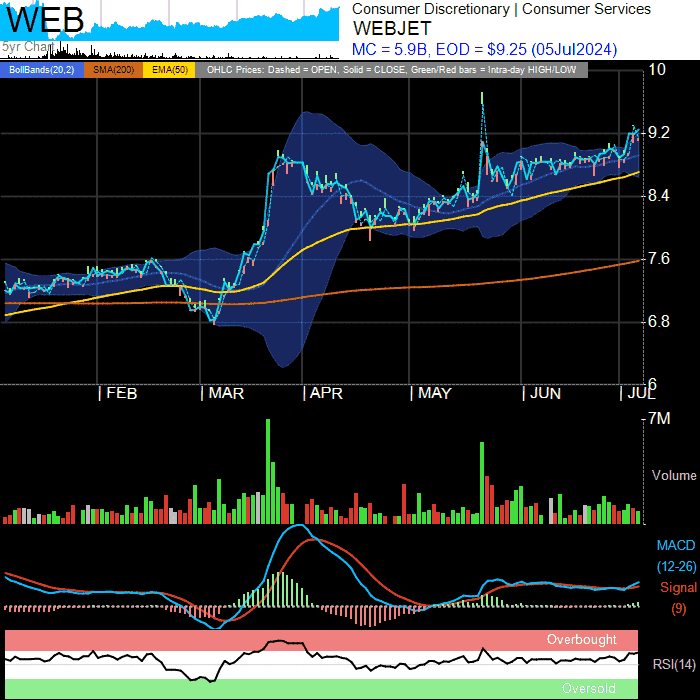 WEB
5yr Chart
Consumer Discretionary | Consumer Services
WEBJET
MC = 5.9B, EOD = $9.25 (05Jul2024)
BollBands(20,2) SMA(200) EMA(50) OHLC Prices: Dashed = OPEN, Solid = CLOSE, Green/Red bars = Intra-day HIGH/LOW
10
9.2
8.4
7.6
6.8
6
| FEB | MAR | APR | MAY | JUN | JUL
7M
Volume
MACD
(12-26)
Signal
(9)
Overbought
RSI(14)
Oversold